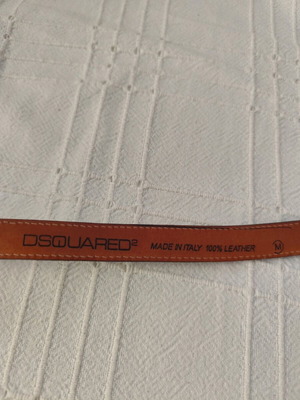 DSQUARED² MADE IN ITALY 100% LEATHER M